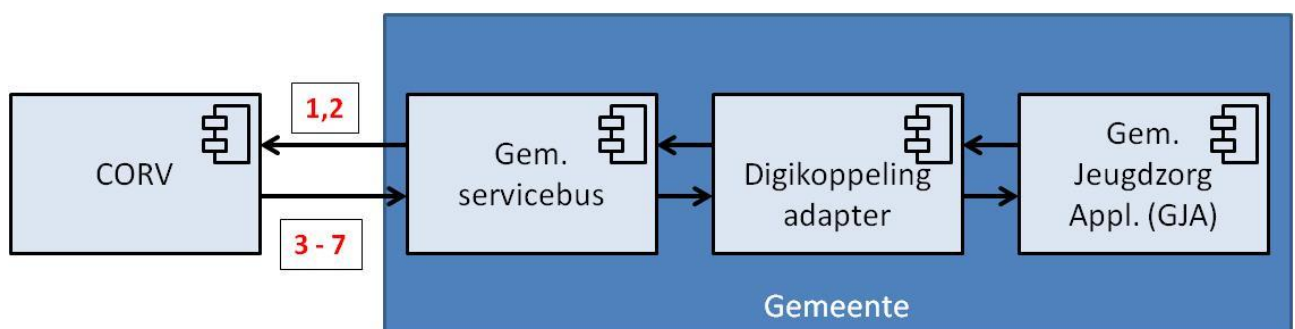 CORV
1,2
3 - 7
Gem.
servicebus
Digikoppeling
adapter
Gem.
Jeugdzorg
Appl. (GJA)
Gemeente